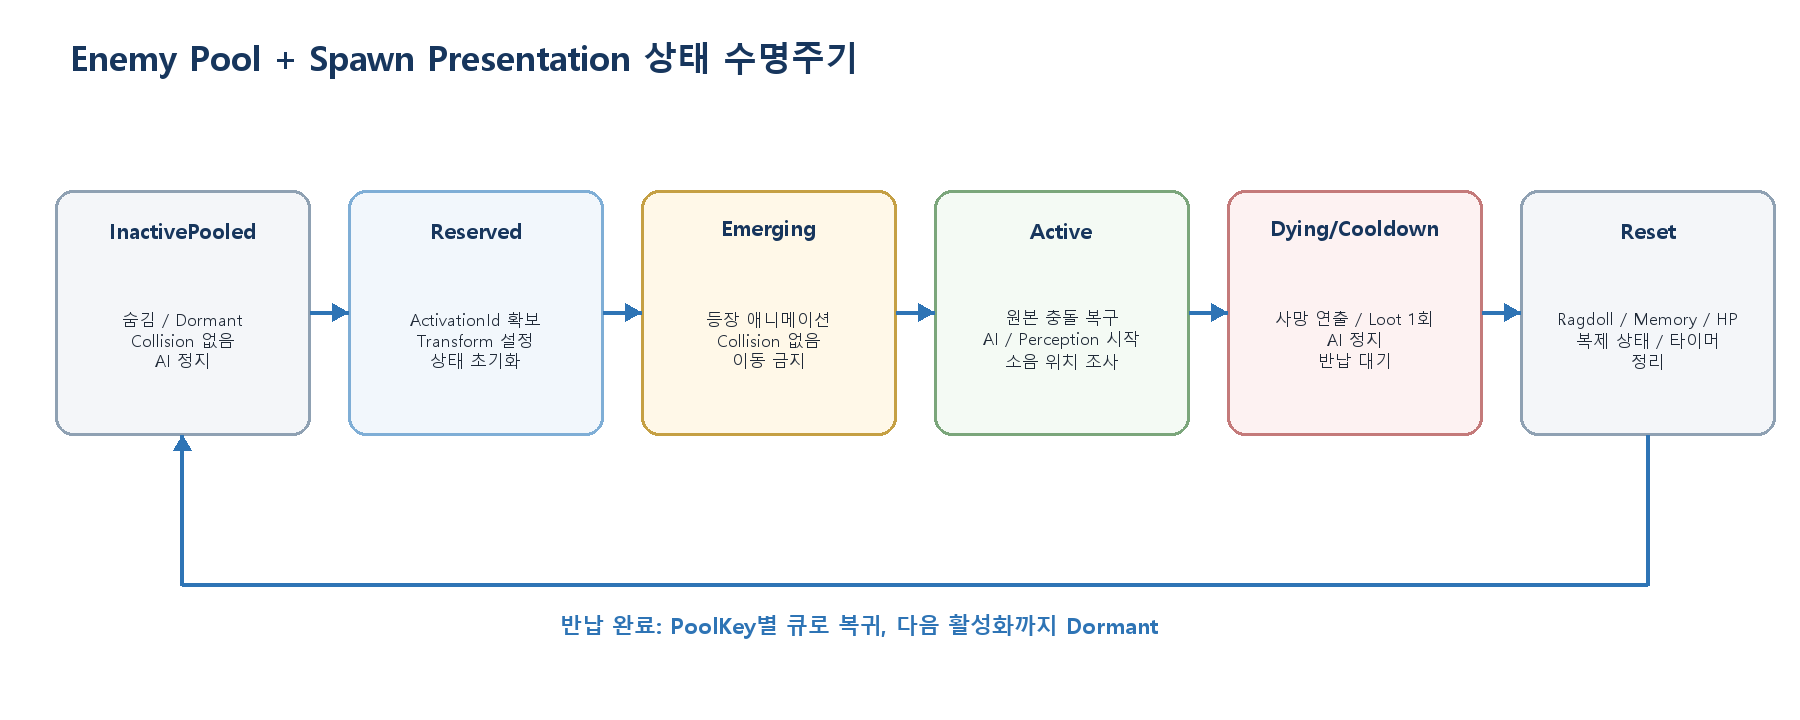 Enemy Pool + Spawn Presentation 상태 수명주기
InactivePooled
숨김 / Dormant
Collision 없음
AI 정지
Reserved
ActivationId 확보
Transform 설정
상태 초기화
Emerging
등장 애니메이션
Collision 없음
이동 금지
Active
원본 충돌 복구
AI / Perception 시작
소음 위치 조사
Dying/Cooldown
사망 연출 / Loot 1회
AI 정지
반납 대기
Reset
Ragdoll / Memory / HP
복제 상태 / 타이머
정리
반납 완료: PoolKey별 큐로 복귀, 다음 활성화까지 Dormant